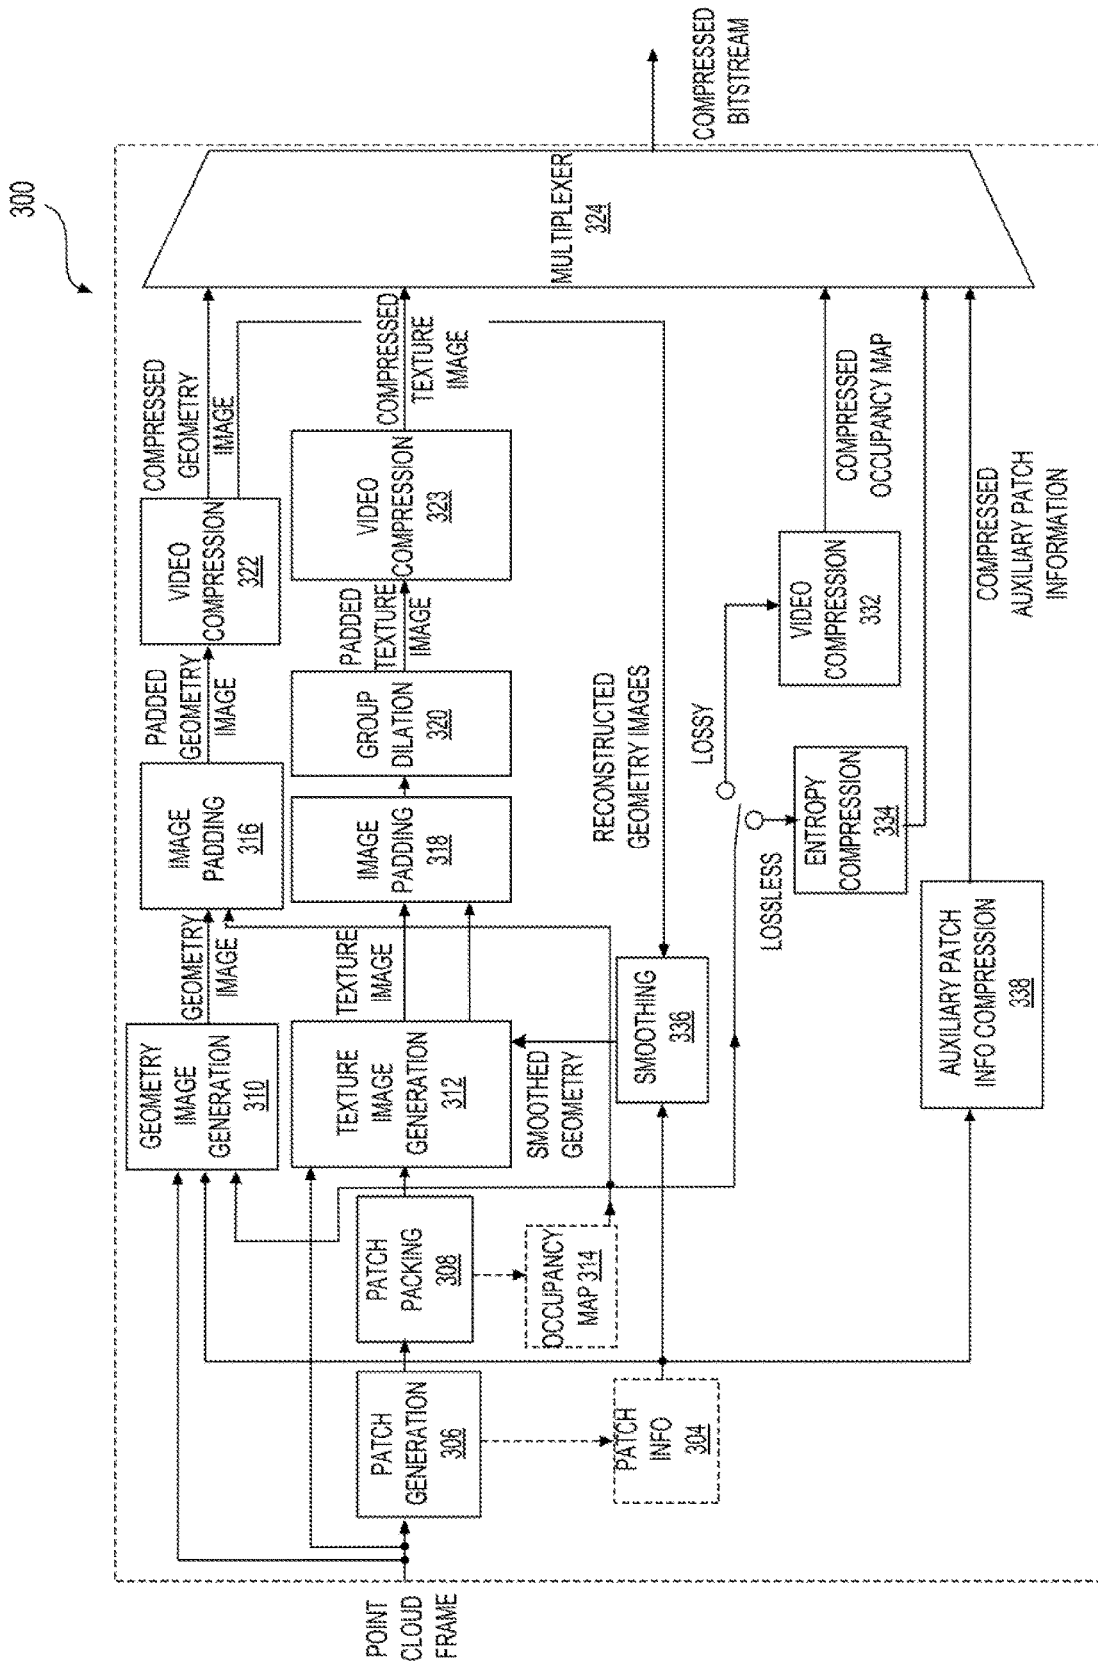 300
POINT
CLOUD
FRAME
PATCH
GENERATION
306
PATCH
PACKING
308
PATCH
INFO
304
OCCUPANCY
MAP 314
GEOMETRY
IMAGE
GENERATION
310
TEXTURE
IMAGE
GENERATION
312
SMOOTHED
GEOMETRY
SMOOTHING
336
GEOMETRY
IMAGE
TEXTURE IMAGE
IMAGE
PADDING
316
IMAGE
PADDING
318
GROUP
DILATION
320
PADDED
GEOMETRY
IMAGE
PADDED
TEXTURE
IMAGE
VIDEO
COMPRESSION
322
VIDEO
COMPRESSION
323
COMPRESSED
GEOMETRY
IMAGE
COMPRESSED
TEXTURE
IMAGE
RECONSTRUCTED
GEOMETRY IMAGES
LOSSY
LOSSLESS
VIDEO
COMPRESSION
332
ENTROPY
COMPRESSION
334
AUXILIARY PATCH
INFO COMPRESSION
338
COMPRESSED
OCCUPANCY MAP
COMPRESSED
AUXILIARY PATCH
INFORMATION
MULTIPLEXER
324
COMPRESSED
BITSTREAM